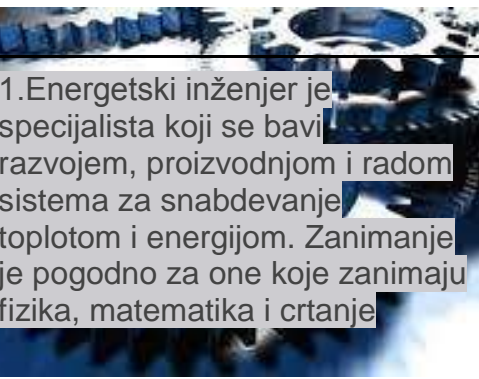 1.Energetski inženjer je
specijalista koji se bavi
razvojem, proizvodnjom i radom
sistema za snabdevanje
toplotom i energijom. Zanimanje
je pogodno za one koje zanimaju
fizika, matematika i crtanje